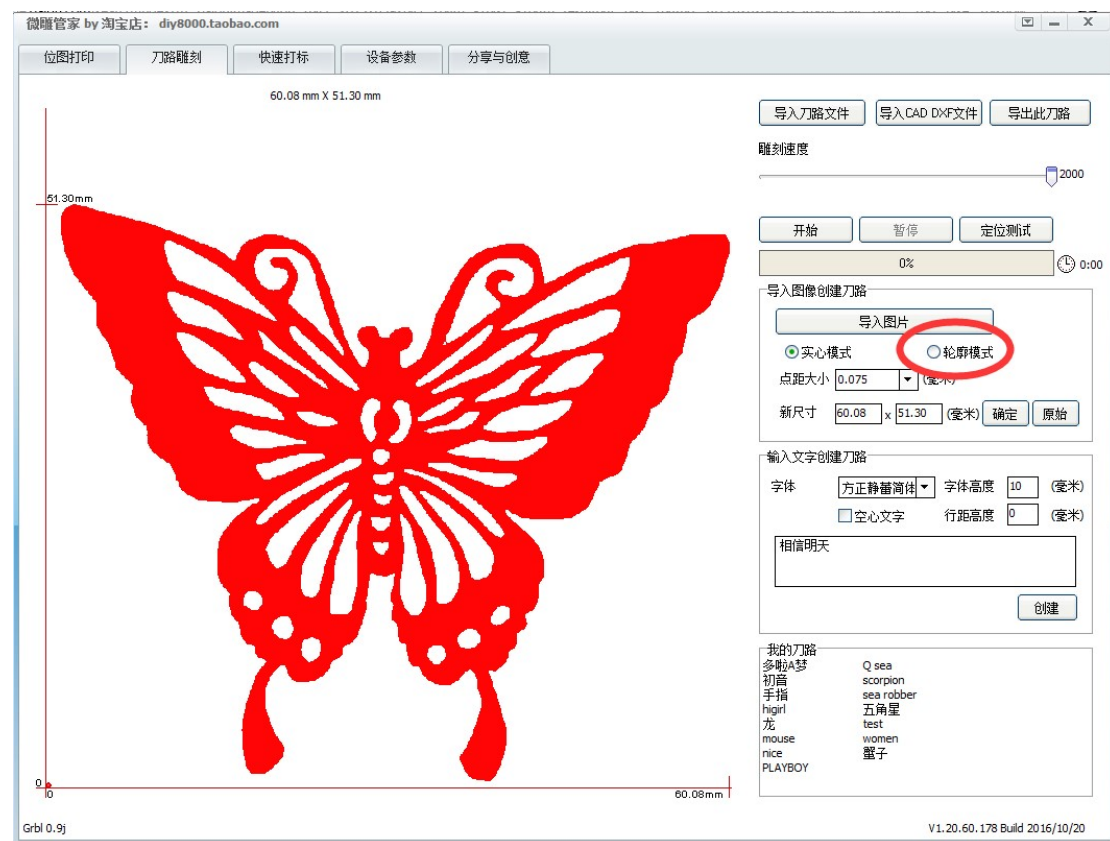 微雕管家 by 淘宝店： diy8000.taobao.com
位图打印 刀路雕刻 快速打标 设备参数 分享与创意
60.08 mm X 51.30 mm
导入刀路文件 导入CAD DXF文件 导出此刀路
雕刻速度
2000
51.30mm
开始 暂停 定位测试
0% 0:00
导入图像创建刀路
导入图片
实心模式 轮廓模式
点距大小 0.075 (毫米)
新尺寸 60.08 x 51.30 (毫米) 确定 原始
输入文字创建刀路
字体 方正静蕾简体 字体高度 10 (毫米)
空心文字 行距高度 0 (毫米)
相信明天
创建
我的刀路
多啦A梦 Q sea
初音 scorpion
手指 sea robber
higirl 五角星
龙 test
mouse women
nice 蟹子
PLAYBOY
0
0 60.08mm
Grbl 0.9j V1.20.60.178 Build 2016/10/20